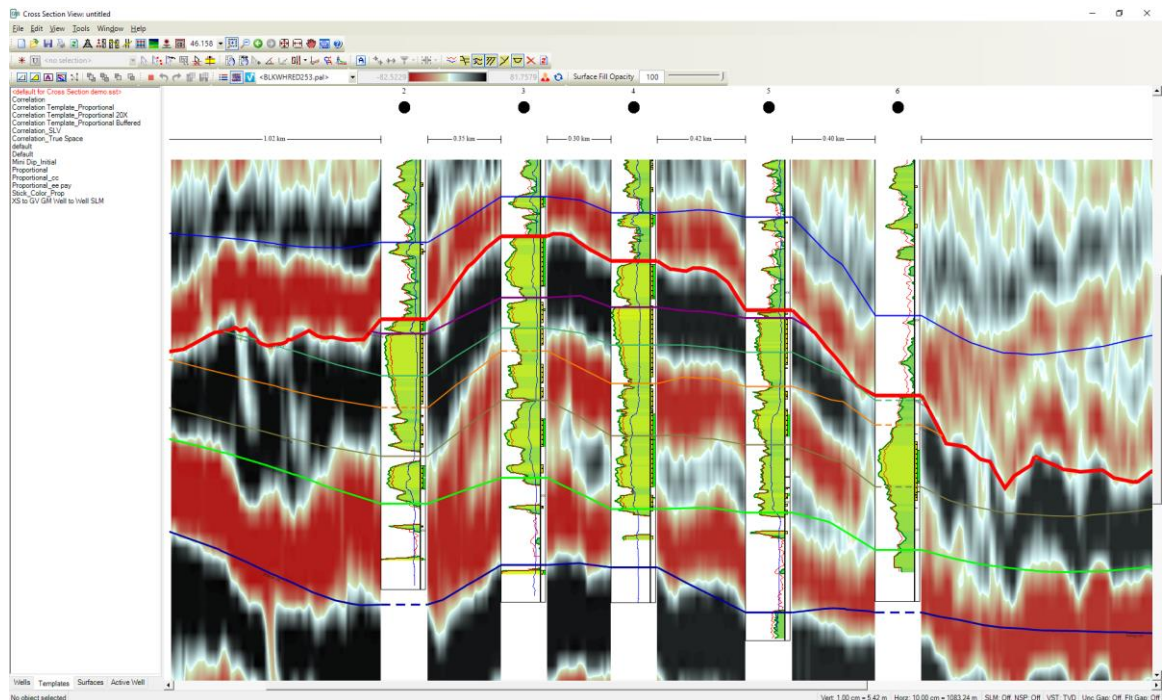 Cross Section View: untitled
File Edit View Tools Window Help
46.158
<no selection>
<BLKWHRED253.pal>
-82.5229
81.7578
Surface Fill Opacity 100
<default for Cross Section demo.sst>
Correlation
Correlation Template_Proportional
Correlation Template_Proportional 20X
Correlation Template_Proportional Buffered
Correlation_SLV
Correlation_True Space
default
Default
Mini Dip_Initial
Proportional
Proportional_cc
Proportional_ee pay
Stick_Color_Prop
XS to GV GM Well to Well SLM
2 3 4 5 6
1.02 km 0.35 km 0.30 km 0.42 km 0.40 km
Wells Templates Surfaces Active Well
No object selected
Vert: 1.00 cm = 5.42 m Horz: 10.00 cm = 1083.24 m SLM: Off NSP: Off VST: TVD Unc Gap: Off Flt Gap: Off